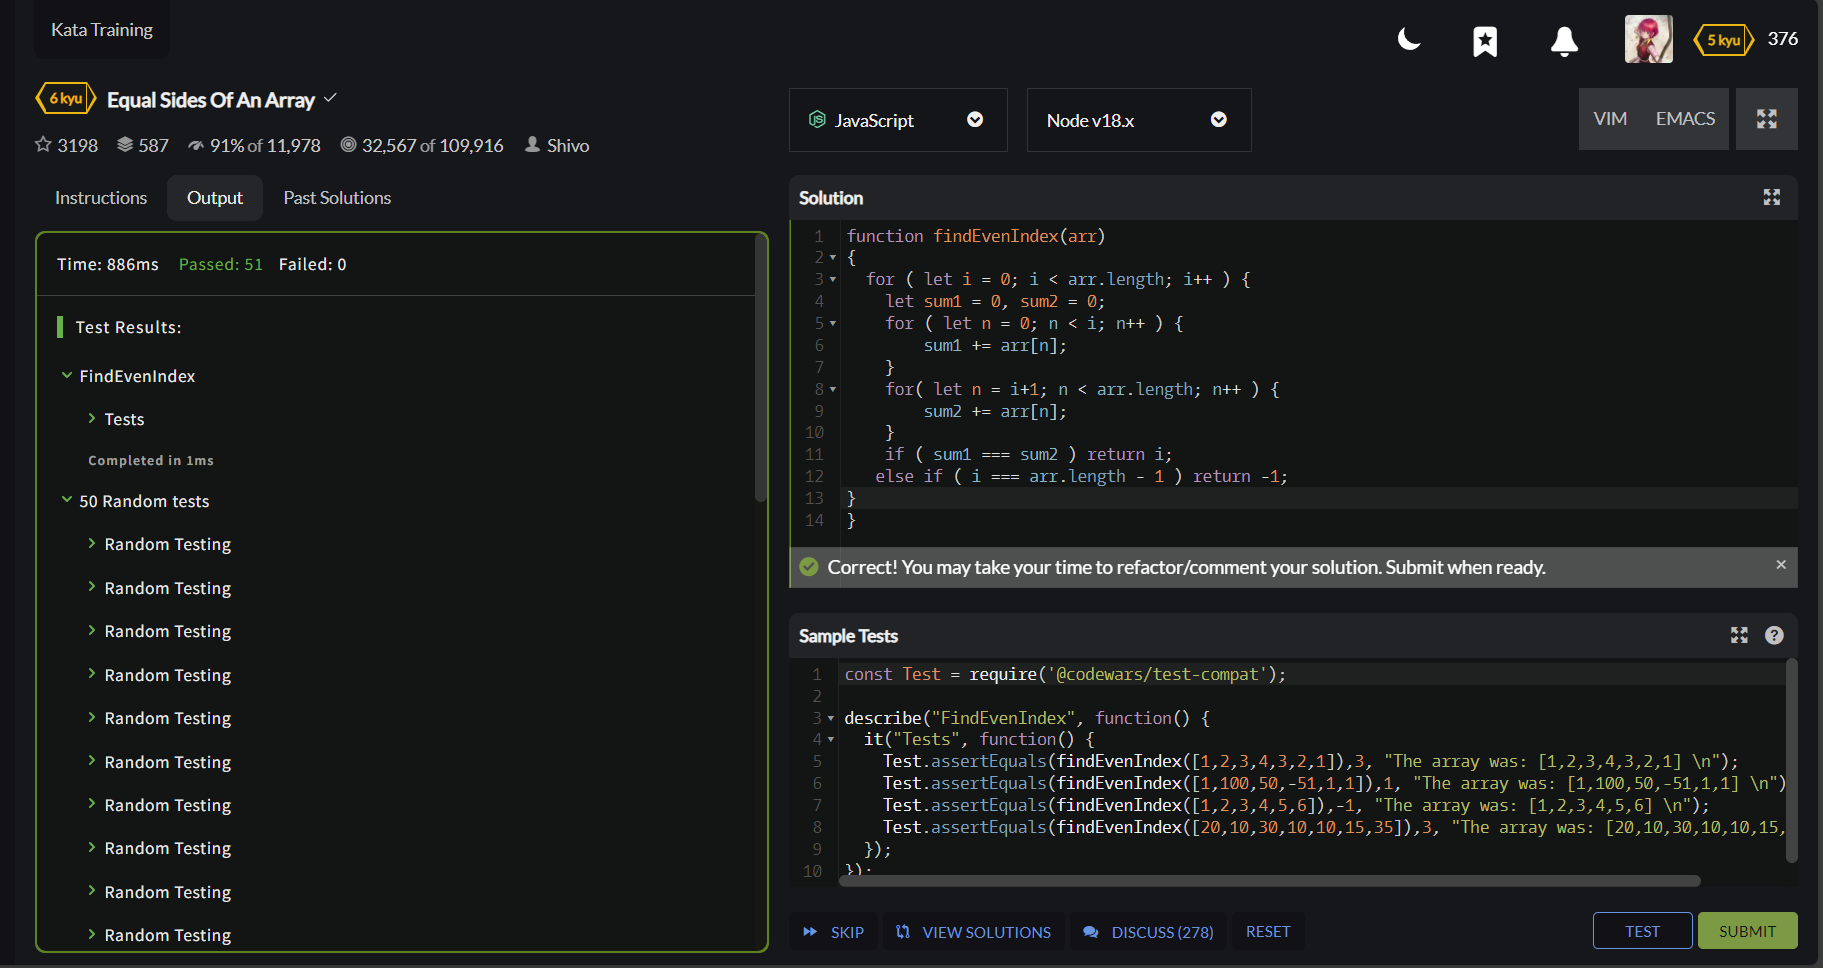 Kata Training
5 kyu 376
6 kyu Equal Sides Of An Array
3198 587 91% of 11,978 32,567 of 109,916 Shivo
JavaScript
Node v18.x
VIM EMACS
Instructions Output Past Solutions
Time: 886ms Passed: 51 Failed: 0
Test Results:
FindEvenIndex
Tests
Completed in 1ms
50 Random tests
Random Testing
Random Testing
Random Testing
Random Testing
Random Testing
Random Testing
Random Testing
Random Testing
Random Testing
Random Testing
Solution
1 function findEvenIndex(arr)
2 {
3 for ( let i = 0; i < arr.length; i++ ) {
4 let sum1 = 0, sum2 = 0;
5 for ( let n = 0; n < i; n++ ) {
6 sum1 += arr[n];
7 }
8 for( let n = i+1; n < arr.length; n++ ) {
9 sum2 += arr[n];
10 }
11 if ( sum1 === sum2 ) return i;
12 else if ( i === arr.length - 1 ) return -1;
13 }
14 }
Correct! You may take your time to refactor/comment your solution. Submit when ready.
Sample Tests
1 const Test = require('@codewars/test-compat');
2
3 describe("FindEvenIndex", function() {
4 it("Tests", function() {
5 Test.assertEquals(findEvenIndex([1,2,3,4,3,2,1]),3, "The array was: [1,2,3,4,3,2,1] \n");
6 Test.assertEquals(findEvenIndex([1,100,50,-51,1,1]),1, "The array was: [1,100,50,-51,1,1] \n")
7 Test.assertEquals(findEvenIndex([1,2,3,4,5,6]),-1, "The array was: [1,2,3,4,5,6] \n");
8 Test.assertEquals(findEvenIndex([20,10,30,10,10,15,35]),3, "The array was: [20,10,30,10,10,15,
9 });
10 });
SKIP VIEW SOLUTIONS DISCUSS (278) RESET TEST SUBMIT